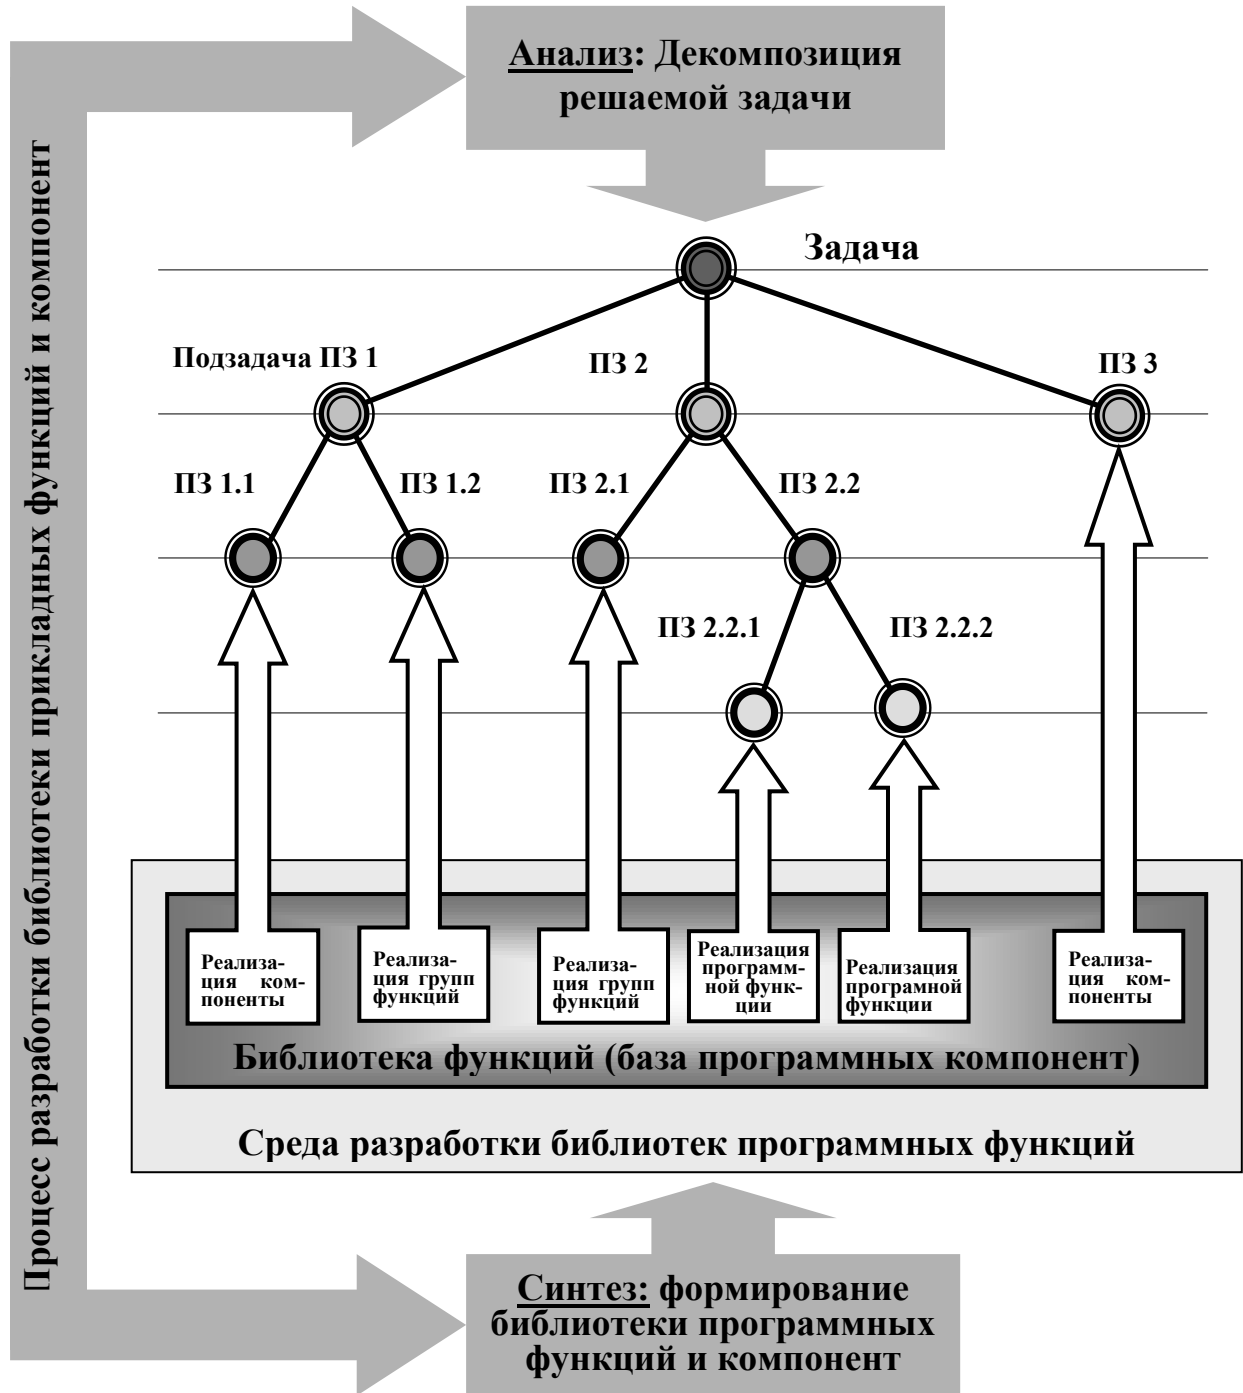 Процесс разработки библиотеки прикладных функций и компонент
Анализ: Декомпозиция
решаемой задачи
Задача
Подзадача ПЗ 1
ПЗ 2
ПЗ 3
ПЗ 1.1
ПЗ 1.2
ПЗ 2.1
ПЗ 2.2
ПЗ 2.2.1
ПЗ 2.2.2
Реализа-
ция ком-
поненты
Реализа-
ция групп
функций
Реализа-
ция групп
функций
Реализация
программ-
ной функ-
ции
Реализация
програмной
функции
Реализа-
ция ком-
поненты
Библиотека функций (база программных компонент)
Среда разработки библиотек программных функций
Синтез: формирование
библиотеки программных
функций и компонент